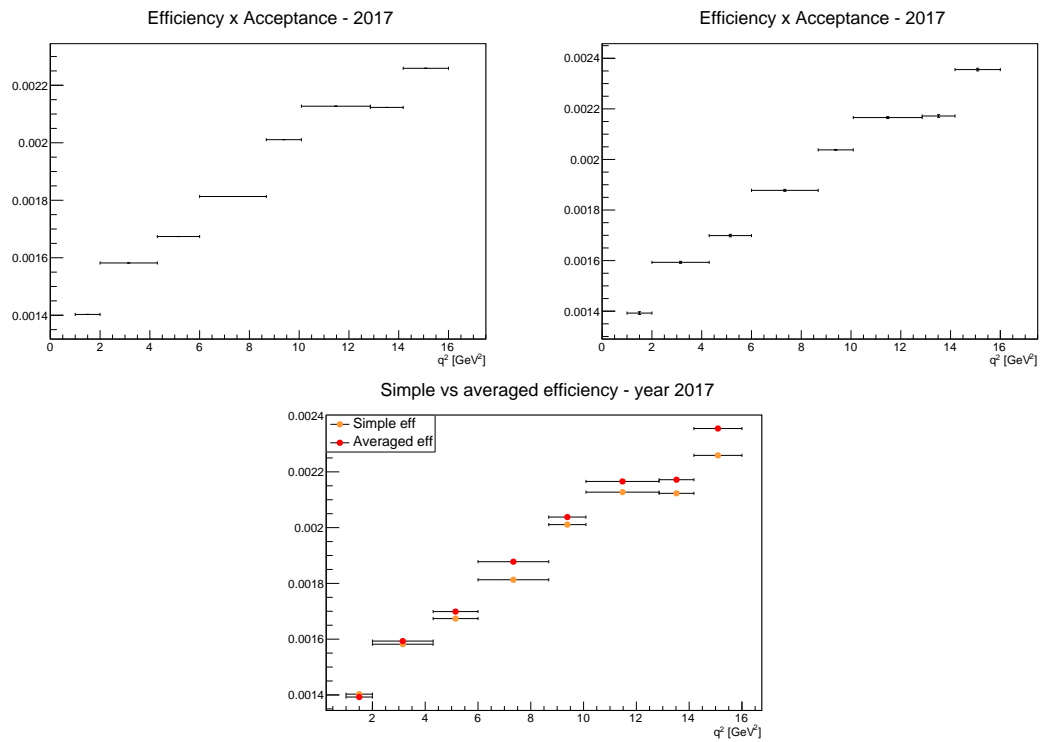 Efficiency x Acceptance - 2017
0.0022
0.002
0.0018
0.0016
0.0014
0 2 4 6 8 10 12 14 16
q² [GeV²]
Efficiency x Acceptance - 2017
0.0024
0.0022
0.002
0.0018
0.0016
0.0014
0 2 4 6 8 10 12 14 16
q² [GeV²]
Simple vs averaged efficiency - year 2017
Simple eff
Averaged eff
0.0024
0.0022
0.002
0.0018
0.0016
0.0014
2 4 6 8 10 12 14 16
q² [GeV²]